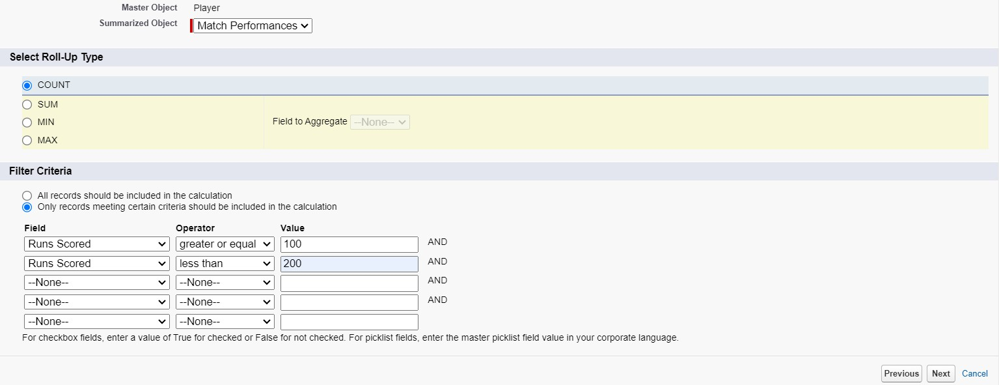 Master Object Player
Summarized Object Match Performances
Select Roll-Up Type
COUNT
SUM
MIN
Field to Aggregate --None--
MAX
Filter Criteria
All records should be included in the calculation
Only records meeting certain criteria should be included in the calculation
Field Operator Value
Runs Scored greater or equal 100 AND
Runs Scored less than 200 AND
--None-- --None-- AND
--None-- --None-- AND
--None-- --None--
For checkbox fields, enter a value of True for checked or False for not checked. For picklist fields, enter the master picklist field value in your corporate language.
Previous Next Cancel